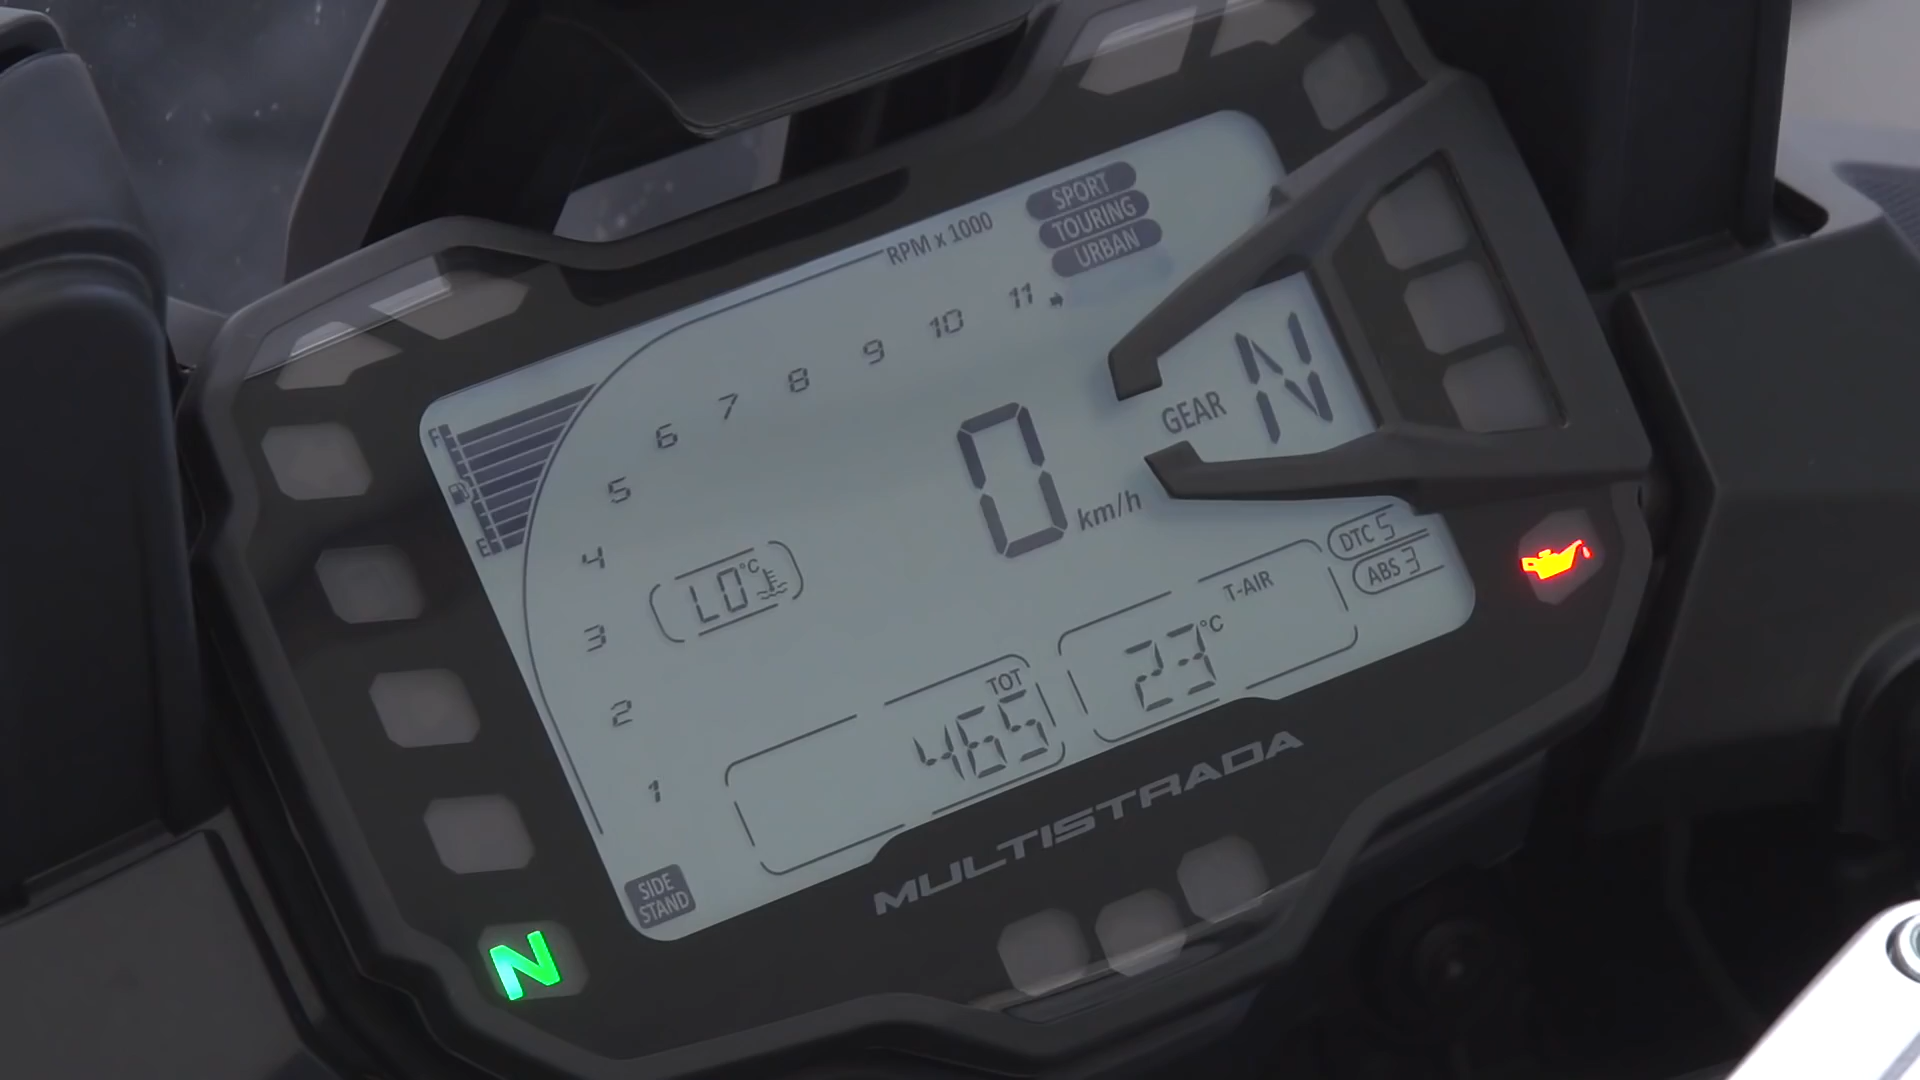 RPM x 1000
SPORT
TOURING
URBAN
1
2
3
4
5
6
7
8
9
10
11
F
E
LO °C
0 km/h
GEAR N
DTC 5
ABS 3
T-AIR
23 °C
TOT
465
SIDE
STAND
MULTISTRADA
N